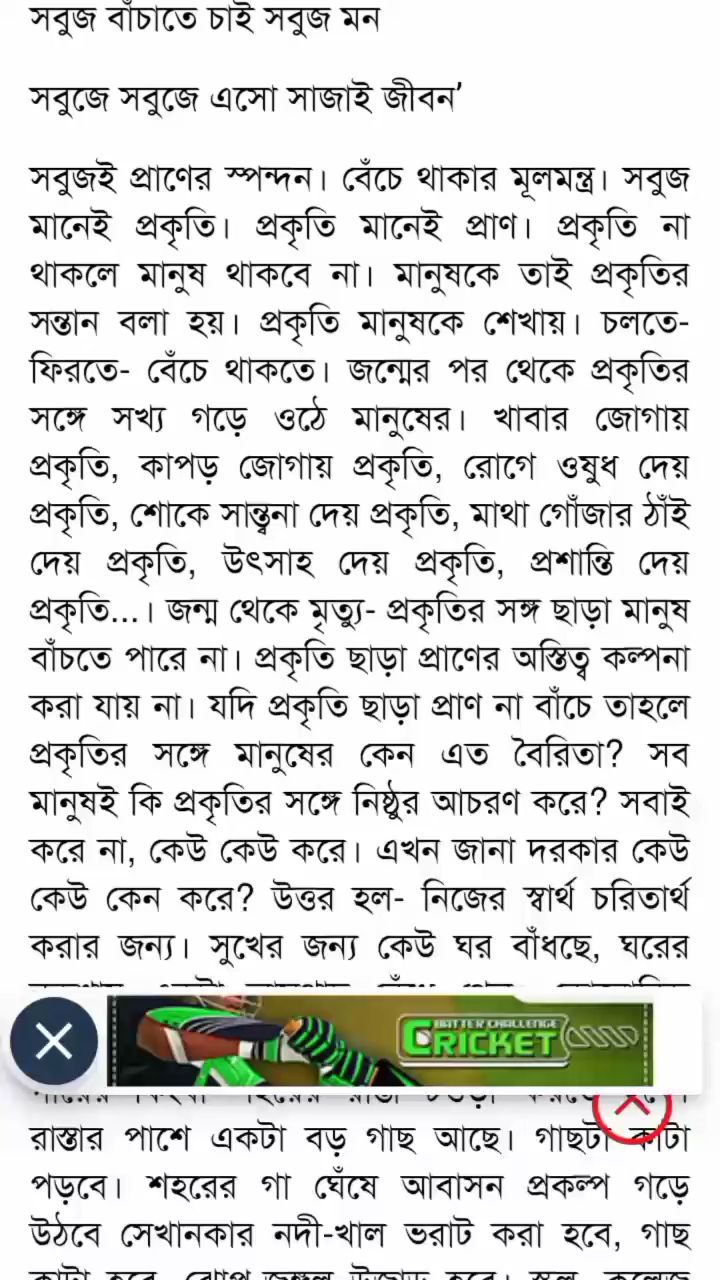 সবুজ বাঁচাতে চাই সবুজ মন
সবুজে সবুজে এসো সাজাই জীবন’
সবুজই প্রাণের স্পন্দন। বেঁচে থাকার মূলমন্ত্র। সবুজ
মানেই প্রকৃতি। প্রকৃতি মানেই প্রাণ। প্রকৃতি না
থাকলে মানুষ থাকবে না। মানুষকে তাই প্রকৃতির
সন্তান বলা হয়। প্রকৃতি মানুষকে শেখায়। চলতে-
ফিরতে- বেঁচে থাকতে। জন্মের পর থেকে প্রকৃতির
সঙ্গে সখ্য গড়ে ওঠে মানুষের। খাবার জোগায়
প্রকৃতি, কাপড় জোগায় প্রকৃতি, রোগে ওষুধ দেয়
প্রকৃতি, শোকে সান্ত্বনা দেয় প্রকৃতি, মাথা গোঁজার ঠাঁই
দেয় প্রকৃতি, উৎসাহ দেয় প্রকৃতি, প্রশান্তি দেয়
প্রকৃতি...। জন্ম থেকে মৃত্যু- প্রকৃতির সঙ্গ ছাড়া মানুষ
বাঁচতে পারে না। প্রকৃতি ছাড়া প্রাণের অস্তিত্ব কল্পনা
করা যায় না। যদি প্রকৃতি ছাড়া প্রাণ না বাঁচে তাহলে
প্রকৃতির সঙ্গে মানুষের কেন এত বৈরিতা? সব
মানুষই কি প্রকৃতির সঙ্গে নিষ্ঠুর আচরণ করে? সবাই
করে না, কেউ কেউ করে। এখন জানা দরকার কেউ
কেউ কেন করে? উত্তর হল- নিজের স্বার্থ চরিতার্থ
করার জন্য। সুখের জন্য কেউ ঘর বাঁধছে, ঘরের
BATTER CHALLENGE
CRICKET
রাস্তার পাশে একটা বড় গাছ আছে। গাছটা কাটা
পড়বে। শহরের গা ঘেঁষে আবাসন প্রকল্প গড়ে
উঠবে সেখানকার নদী-খাল ভরাট করা হবে, গাছ